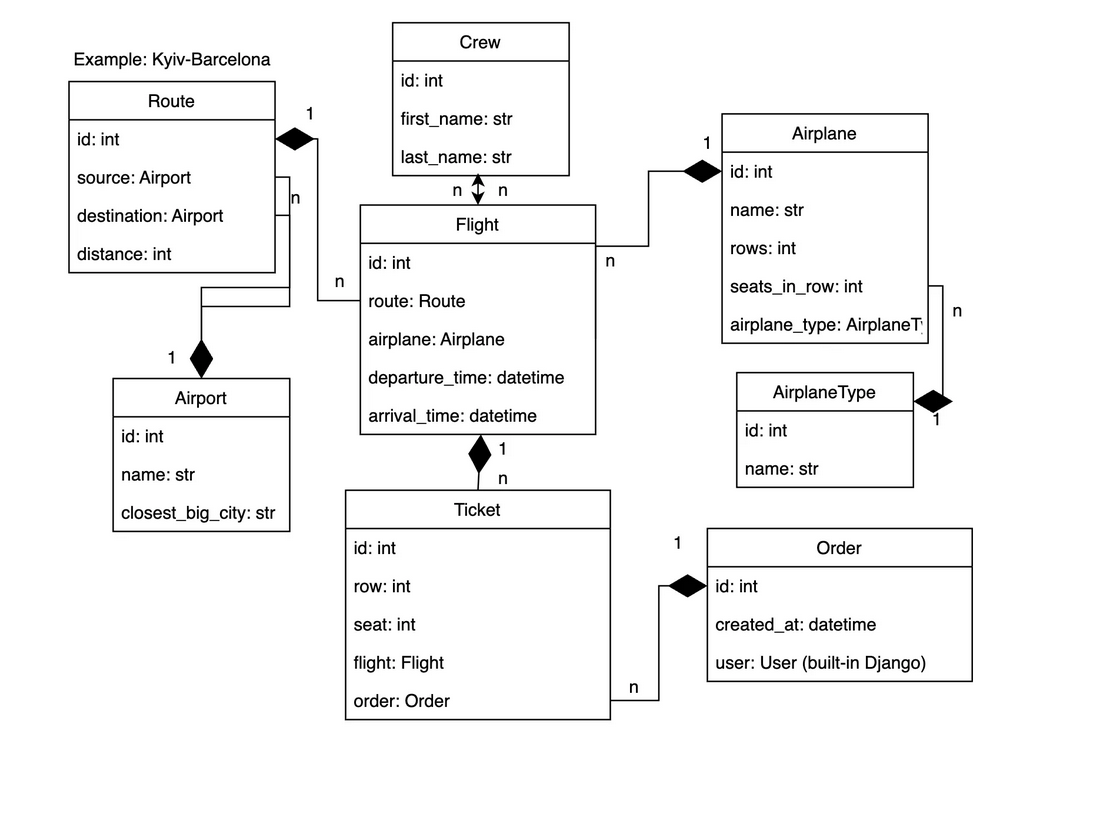 Example: Kyiv-Barcelona
Route
id: int
source: Airport
destination: Airport
distance: int
1
n
n
1
Airport
id: int
name: str
closest_big_city: str
Crew
id: int
first_name: str
last_name: str
n n
Flight
id: int
route: Route
airplane: Airplane
departure_time: datetime
arrival_time: datetime
1
n
Ticket
id: int
row: int
seat: int
flight: Flight
order: Order
1
n
Airplane
id: int
name: str
rows: int
seats_in_row: int
airplane_type: AirplaneTy
n
AirplaneType
id: int
name: str
1
1
n
Order
id: int
created_at: datetime
user: User (built-in Django)